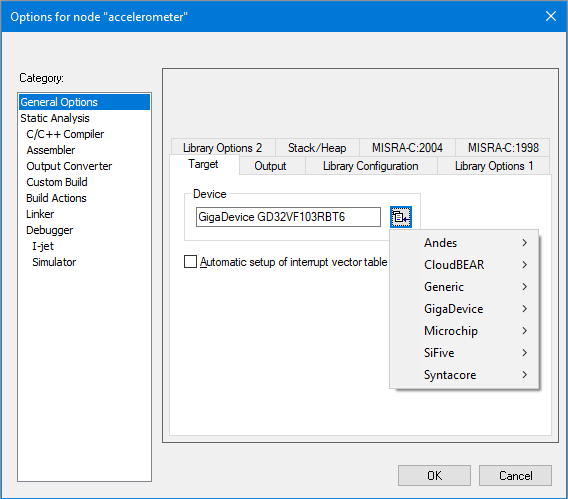 Options for node "accelerometer"
Category:
General Options
Static Analysis
C/C++ Compiler
Assembler
Output Converter
Custom Build
Build Actions
Linker
Debugger
I-jet
Simulator
Library Options 2 Stack/Heap MISRA-C:2004 MISRA-C:1998
Target Output Library Configuration Library Options 1
Device
GigaDevice GD32VF103RBT6
Automatic setup of interrupt vector table
Andes
CloudBEAR
Generic
GigaDevice
Microchip
SiFive
Syntacore
OK Cancel